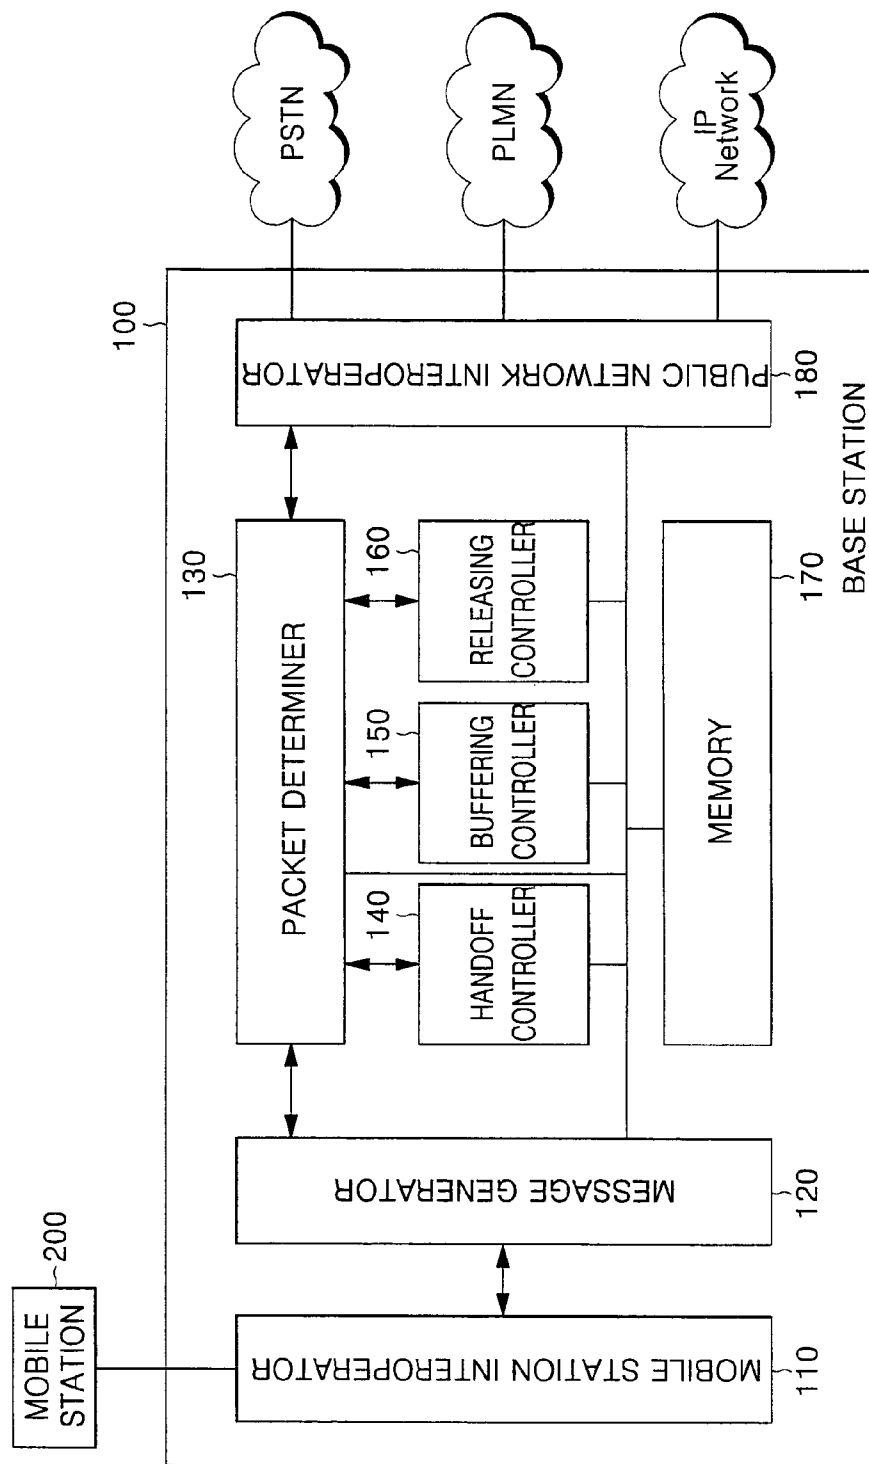 MOBILE
STATION
200
100
PSTN
PLMN
IP
Network
MOBILE STATION INTEROPERATOR
110
MESSAGE GENERATOR
120
PACKET DETERMINER
130
HANDOFF
CONTROLLER
140
BUFFERING
CONTROLLER
150
RELEASING
CONTROLLER
160
MEMORY
170
PUBLIC NETWORK INTEROPERATOR
180
BASE STATION